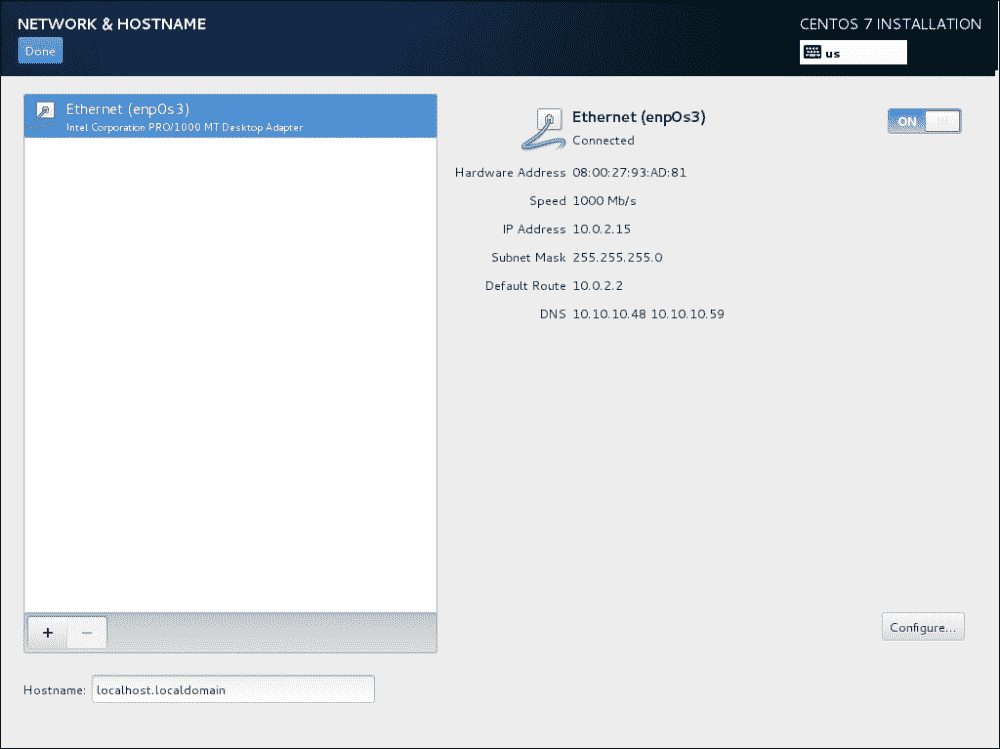 NETWORK & HOSTNAME
CENTOS 7 INSTALLATION
Done
us
Ethernet (enp0s3)
Intel Corporation PRO/1000 MT Desktop Adapter
Ethernet (enp0s3)
Connected
ON
Hardware Address 08:00:27:93:AD:81
Speed 1000 Mb/s
IP Address 10.0.2.15
Subnet Mask 255.255.255.0
Default Route 10.0.2.2
DNS 10.10.10.48 10.10.10.59
+ −
Configure...
Hostname: localhost.localdomain